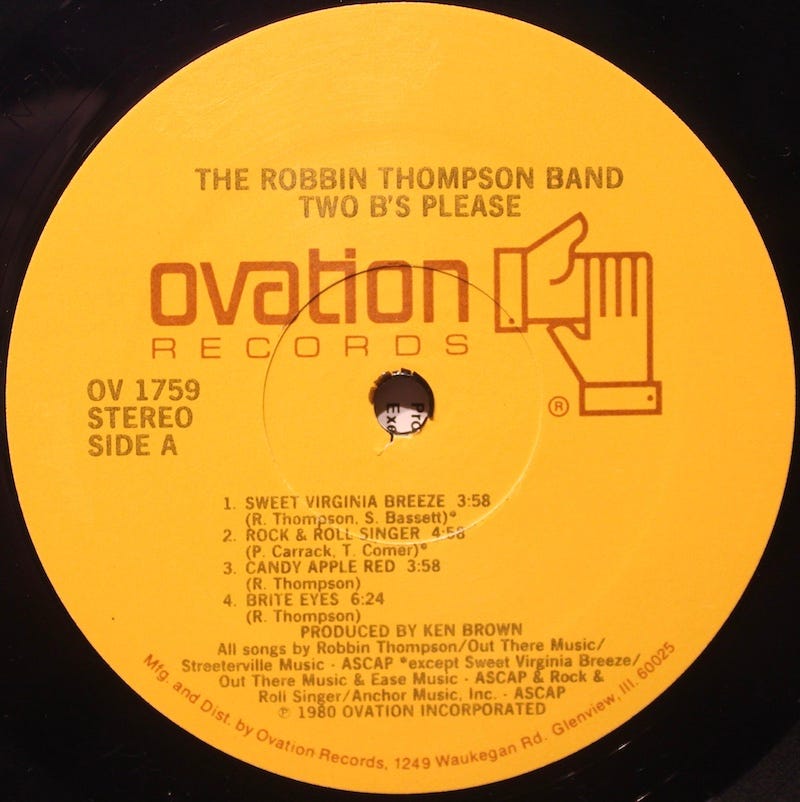 THE ROBBIN THOMPSON BAND
TWO B'S PLEASE
ovation
RECORDS
®
OV 1759
STEREO
SIDE A
1. SWEET VIRGINIA BREEZE 3:58
(R. Thompson, S. Bassett)*
2. ROCK & ROLL SINGER 4:58
(P. Carrack, T. Comer)*
3. CANDY APPLE RED 3:58
(R. Thompson)
4. BRITE EYES 6:24
(R. Thompson)
PRODUCED BY KEN BROWN
All songs by Robbin Thompson/Out There Music/
Streeterville Music - ASCAP *except Sweet Virginia Breeze/
Out There Music & Ease Music - ASCAP & Rock &
Roll Singer/Anchor Music, Inc. - ASCAP
℗ 1980 OVATION INCORPORATED
Mfg. and Dist. by Ovation Records, 1249 Waukegan Rd. Glenview, Ill. 60025